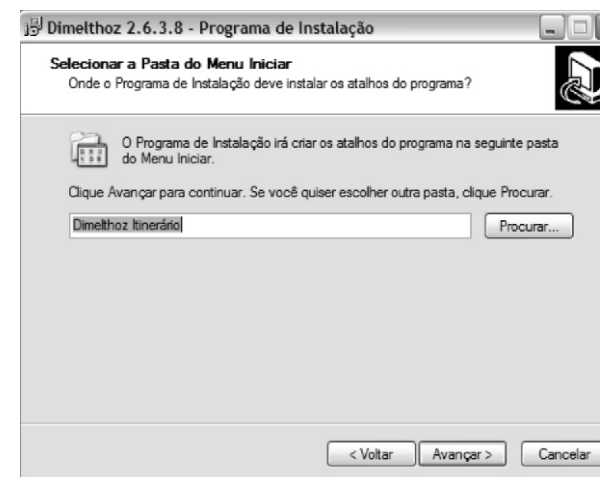 Dimelthoz 2.6.3.8 - Programa de Instalação
Selecionar a Pasta do Menu Iniciar
Onde o Programa de Instalação deve instalar os atalhos do programa?
O Programa de Instalação irá criar os atalhos do programa na seguinte pasta
do Menu Iniciar.
Clique Avançar para continuar. Se você quiser escolher outra pasta, clique Procurar.
Dimelthoz Itinerário
Procurar...
< Voltar
Avançar >
Cancelar